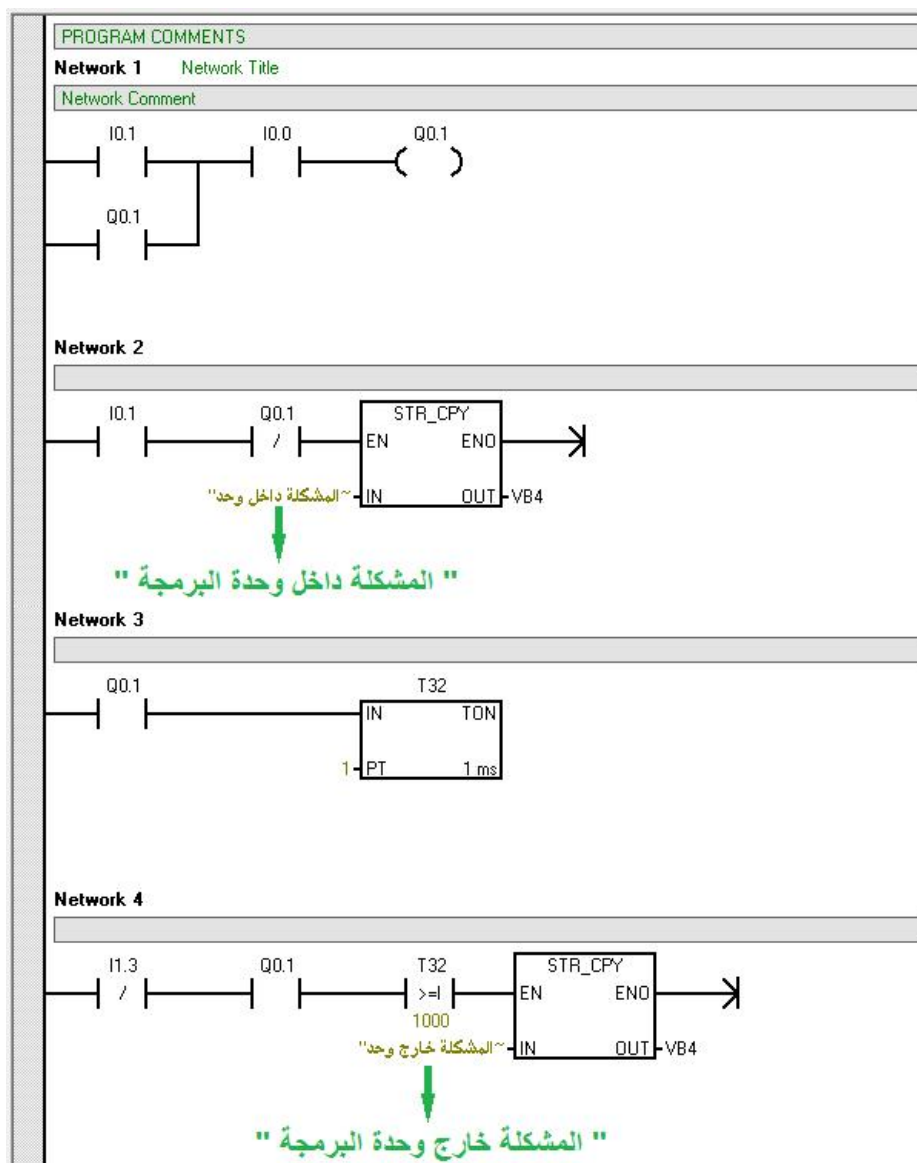 PROGRAM COMMENTS
Network 1 Network Title
Network Comment
I0.1 I0.0 Q0.1
Q0.1
Network 2
I0.1 Q0.1 STR_CPY
/ EN ENO
"المشكلة داخل وحد~ IN OUT VB4
" المشكلة داخل وحدة البرمجة "
Network 3
Q0.1 T32
IN TON
1 PT 1 ms
Network 4
I1.3 Q0.1 T32 STR_CPY
/ >=I EN ENO
1000
"المشكلة خارج وحد~ IN OUT VB4
" المشكلة خارج وحدة البرمجة "